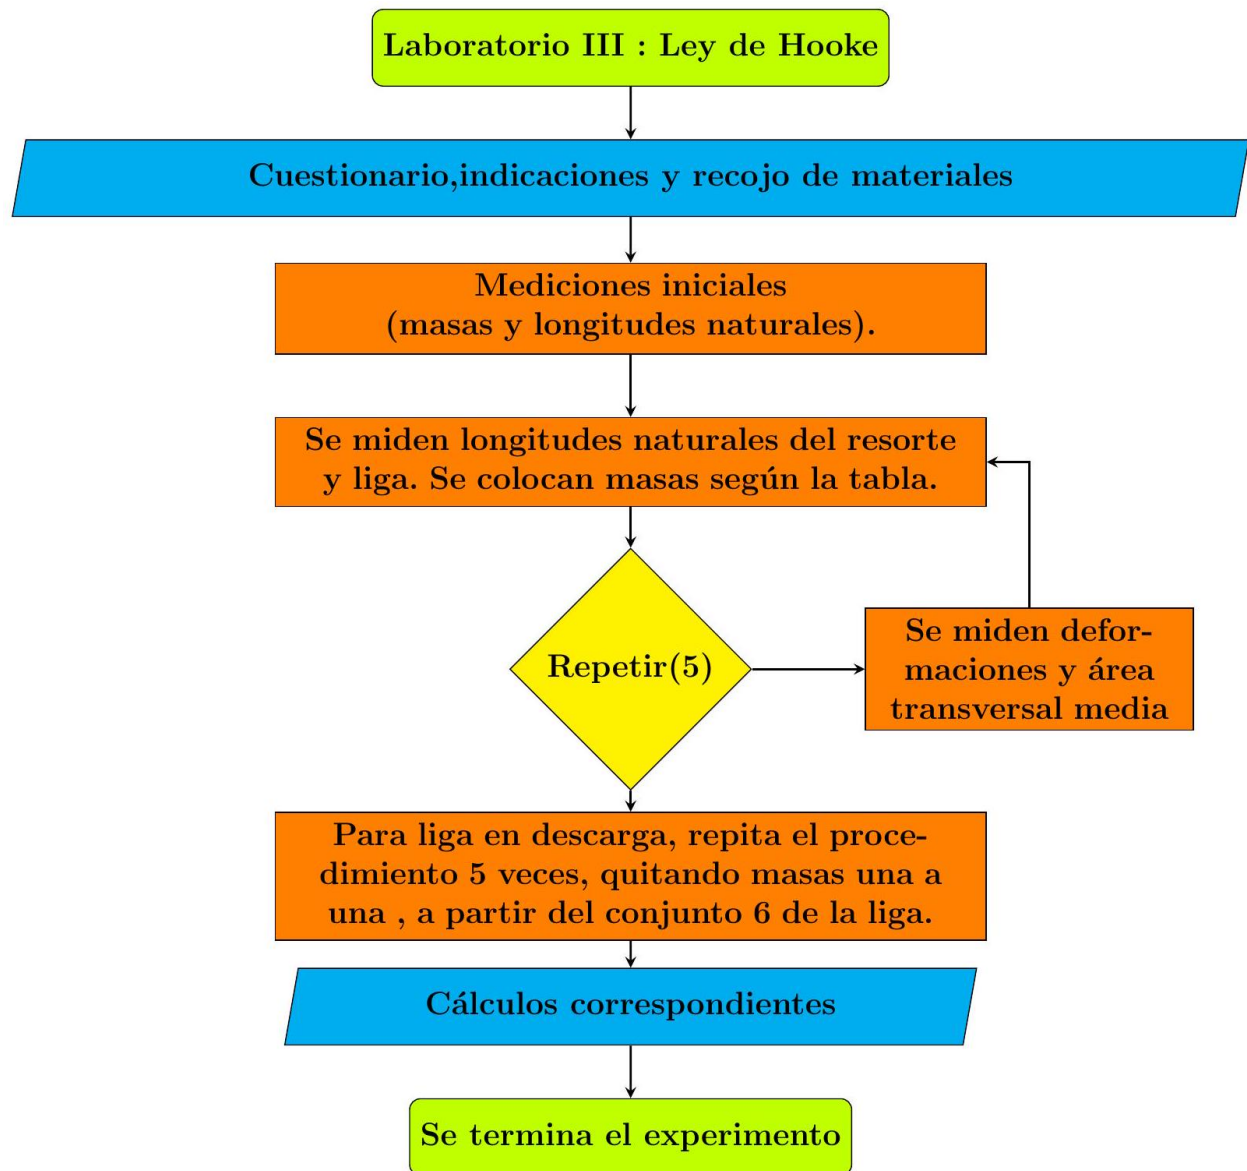 Laboratorio III : Ley de Hooke
Cuestionario,indicaciones y recojo de materiales
Mediciones iniciales
(masas y longitudes naturales).
Se miden longitudes naturales del resorte
y liga. Se colocan masas según la tabla.
Repetir(5)
Se miden defor-
maciones y área
transversal media
Para liga en descarga, repita el proce-
dimiento 5 veces, quitando masas una a
una , a partir del conjunto 6 de la liga.
Cálculos correspondientes
Se termina el experimento